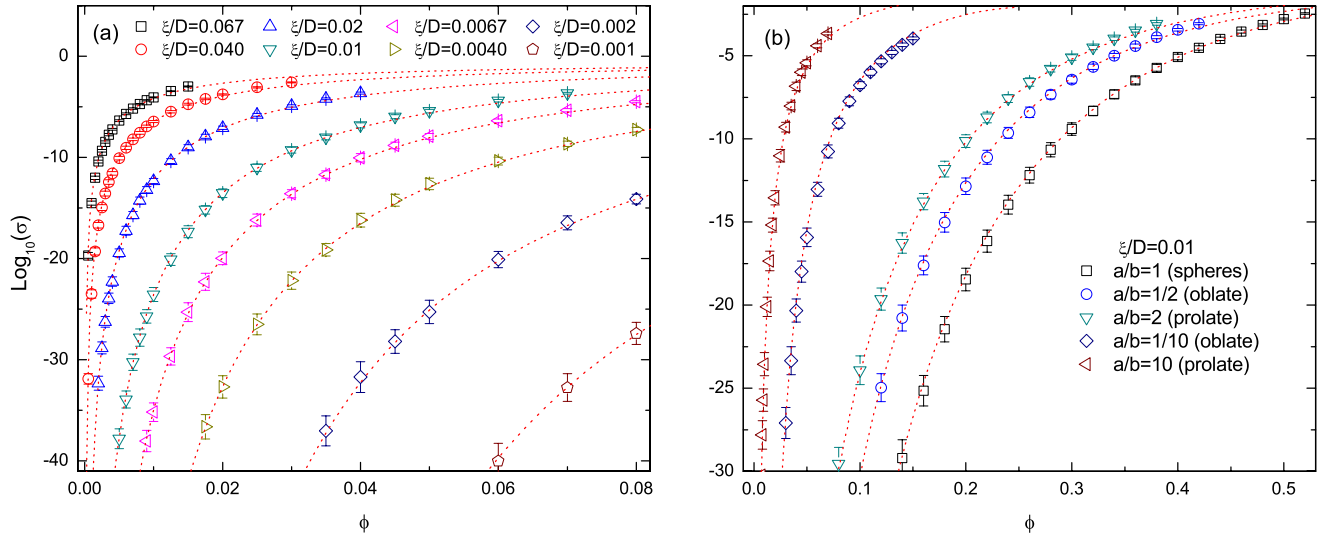 (a)
ξ/D=0.067 ξ/D=0.02 ξ/D=0.0067 ξ/D=0.002
ξ/D=0.040 ξ/D=0.01 ξ/D=0.0040 ξ/D=0.001
Log₁₀(σ)
0
-10
-20
-30
-40
0.00 0.02 0.04 0.06 0.08
ϕ
(b)
-5
-10
-15
-20
-25
-30
ξ/D=0.01
a/b=1 (spheres)
a/b=1/2 (oblate)
a/b=2 (prolate)
a/b=1/10 (oblate)
a/b=10 (prolate)
0.0 0.1 0.2 0.3 0.4 0.5
ϕ